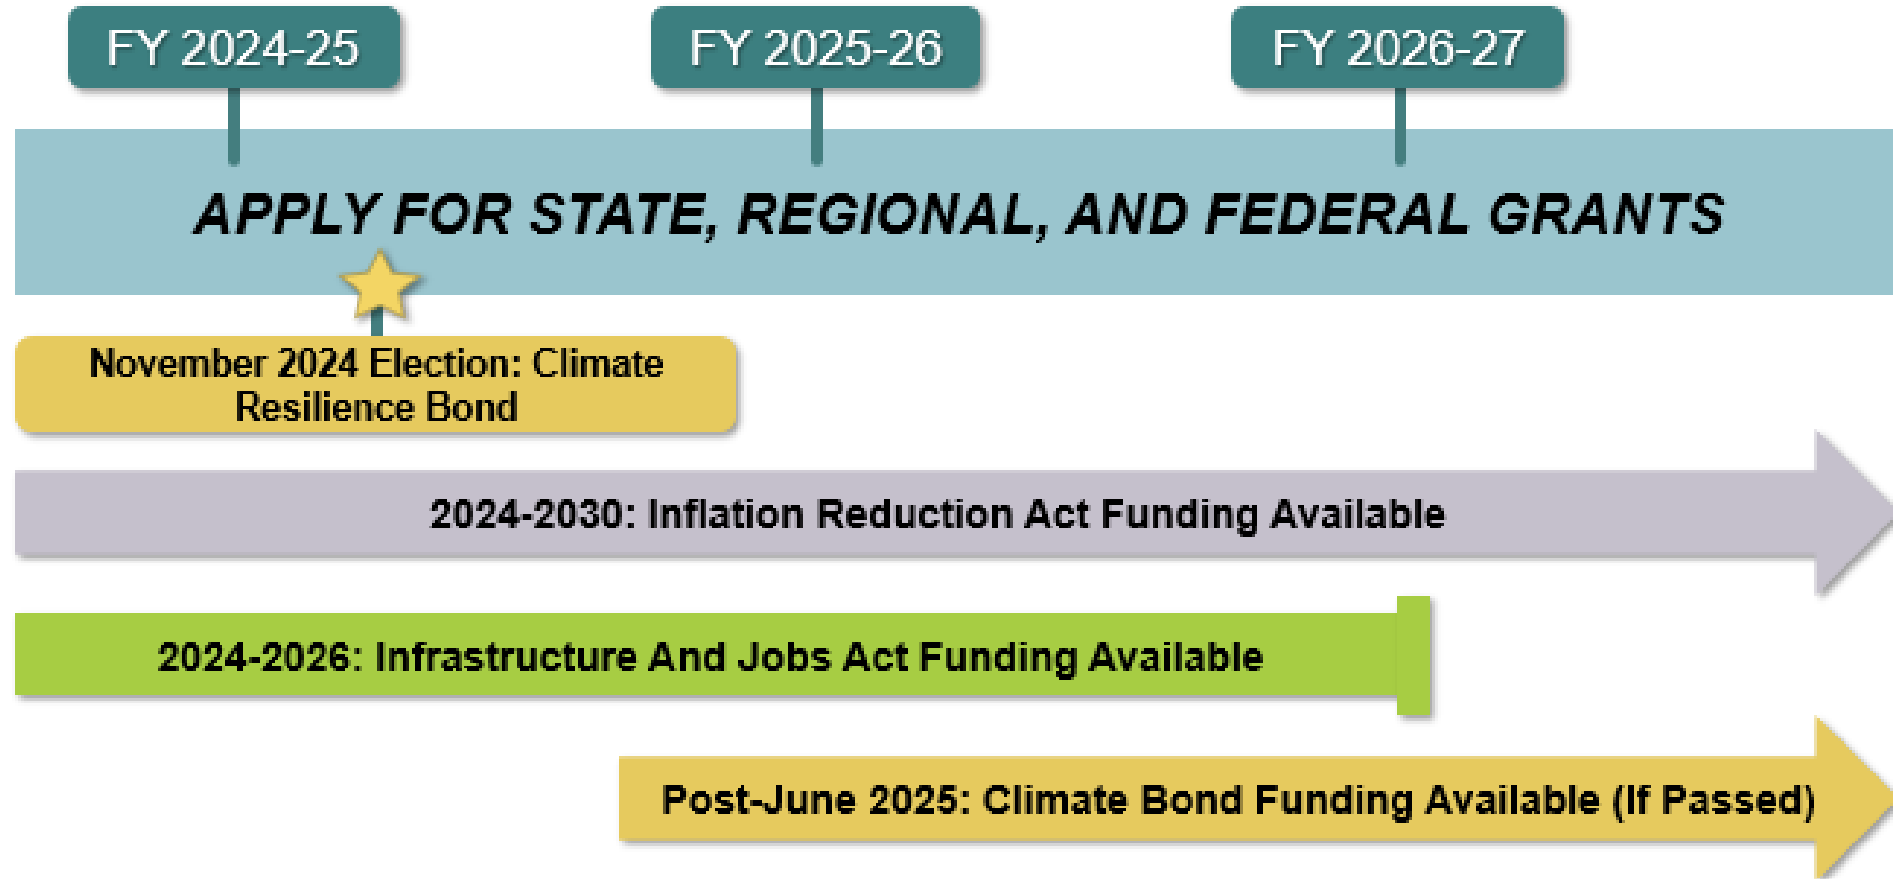 FY 2024-25
FY 2025-26
FY 2026-27
APPLY FOR STATE, REGIONAL, AND FEDERAL GRANTS
November 2024 Election: Climate
Resilience Bond
2024-2030: Inflation Reduction Act Funding Available
2024-2026: Infrastructure And Jobs Act Funding Available
Post-June 2025: Climate Bond Funding Available (If Passed)